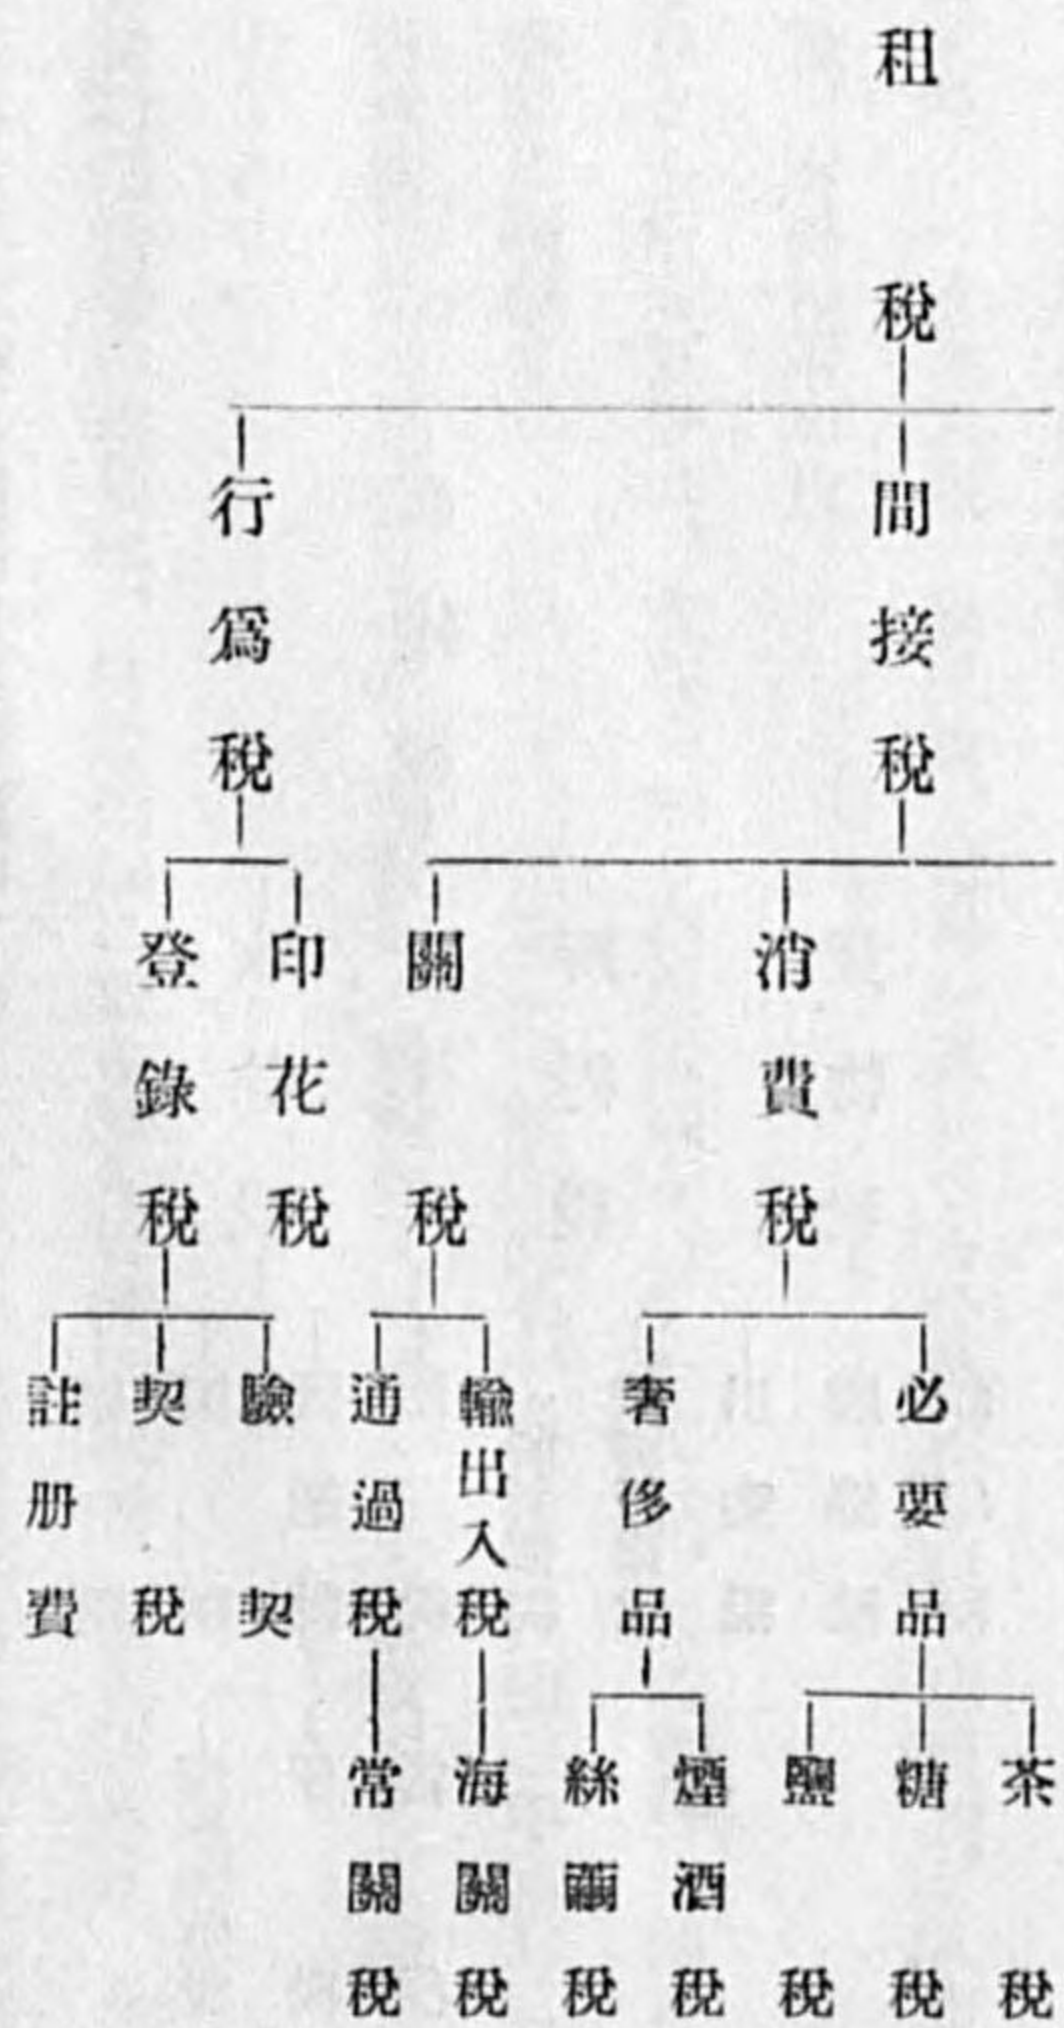 租稅
間接稅
行爲稅
消費稅
關稅
印花稅
登錄稅
必要品
奢侈品
輸出入稅
通過稅
驗契
契稅
註册費
茶稅
糖稅
鹽稅
煙酒稅
絲繭稅
海關稅
常關稅